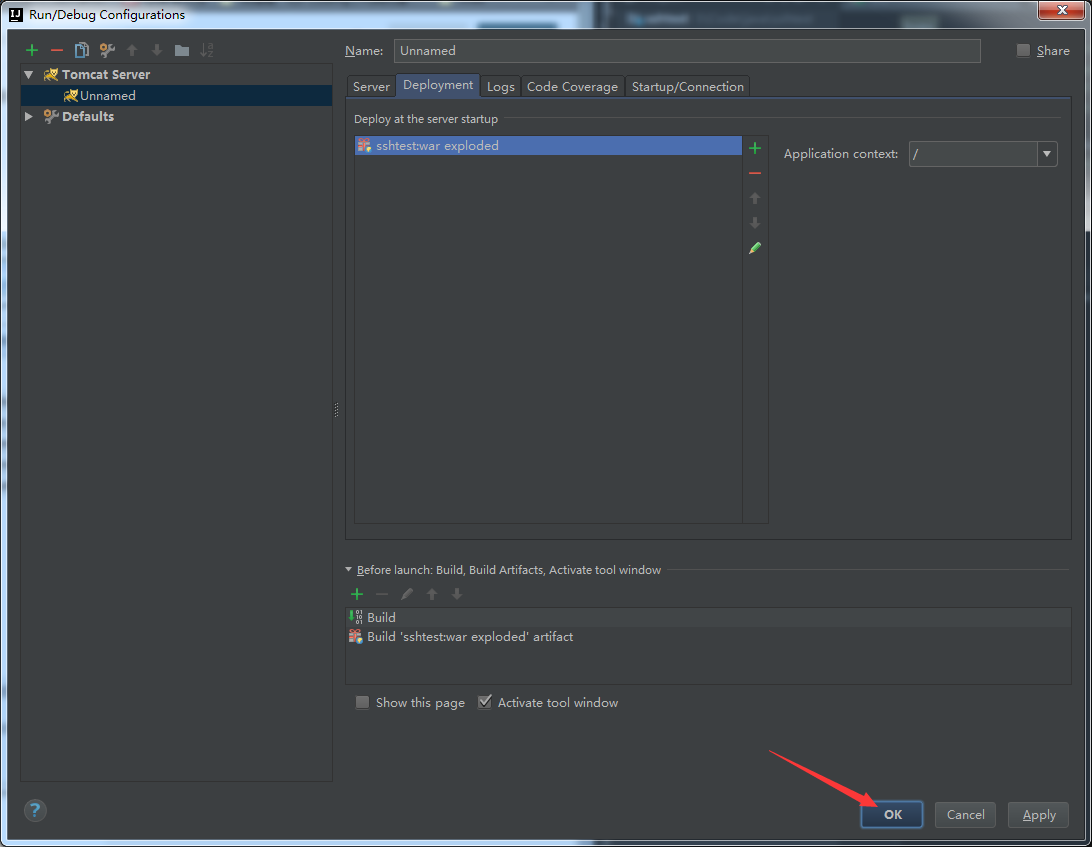 Run/Debug Configurations
Name: Unnamed Share
Tomcat Server
Unnamed
Defaults
Server Deployment Logs Code Coverage Startup/Connection
Deploy at the server startup
sshtest:war exploded
Application context: /
Before launch: Build, Build Artifacts, Activate tool window
Build
Build 'sshtest:war exploded' artifact
Show this page Activate tool window
? OK Cancel Apply